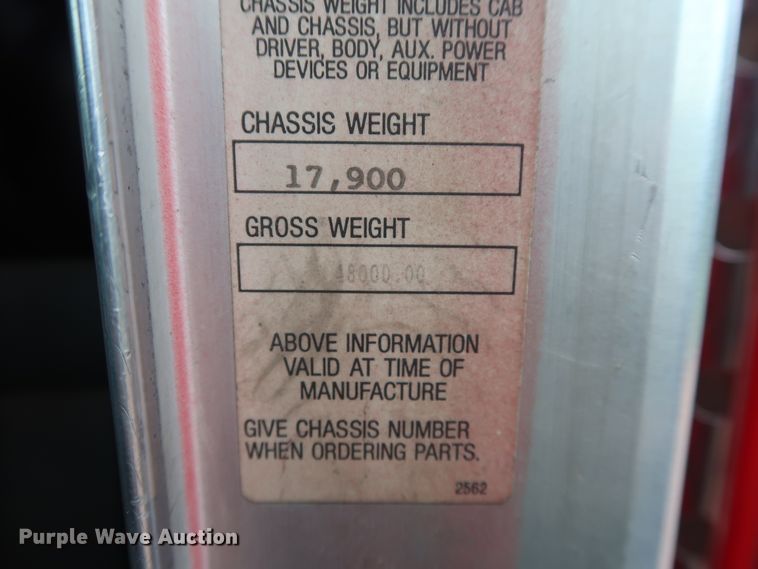 CHASSIS WEIGHT INCLUDES CAB
AND CHASSIS, BUT WITHOUT
DRIVER, BODY, AUX. POWER
DEVICES OR EQUIPMENT
CHASSIS WEIGHT
17,900
GROSS WEIGHT
48000.00
ABOVE INFORMATION
VALID AT TIME OF
MANUFACTURE
GIVE CHASSIS NUMBER
WHEN ORDERING PARTS.
2562
Purple Wave Auction